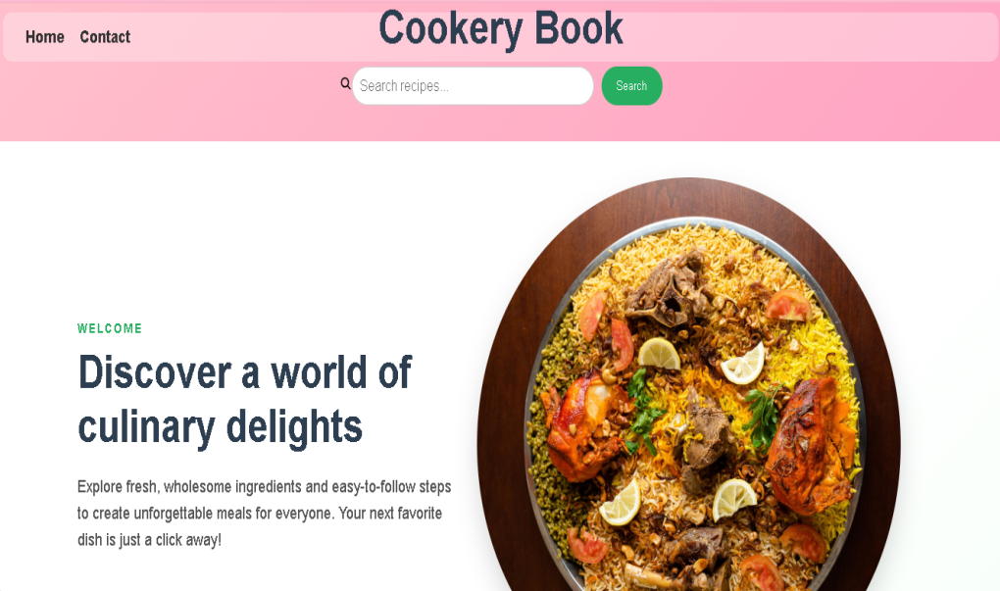 Home Contact
Cookery Book
Search recipes...
Search
WELCOME
Discover a world of
culinary delights
Explore fresh, wholesome ingredients and easy-to-follow steps
to create unforgettable meals for everyone. Your next favorite
dish is just a click away!